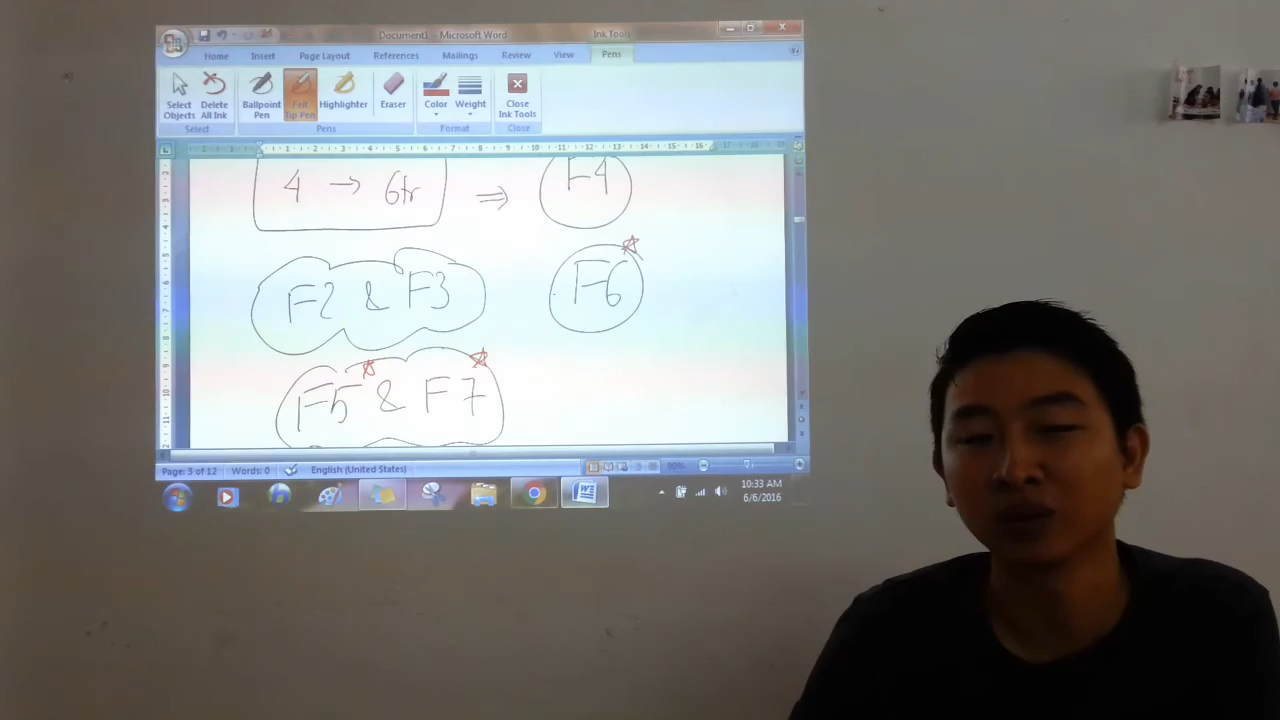 Document1 - Microsoft Word
Ink Tools
Home Insert Page Layout References Mailings Review View Pens
Select Objects
Delete All Ink
Ballpoint Pen
Felt Tip Pen
Highlighter
Eraser
Color
Weight
Close Ink Tools
Select
Pens
Format
Close
4 → 6tr ⇒ F4
F2 & F3 F6
F5 & F7
Page: 3 of 12 Words: 0 English (United States) 90%
10:33 AM
6/6/2016